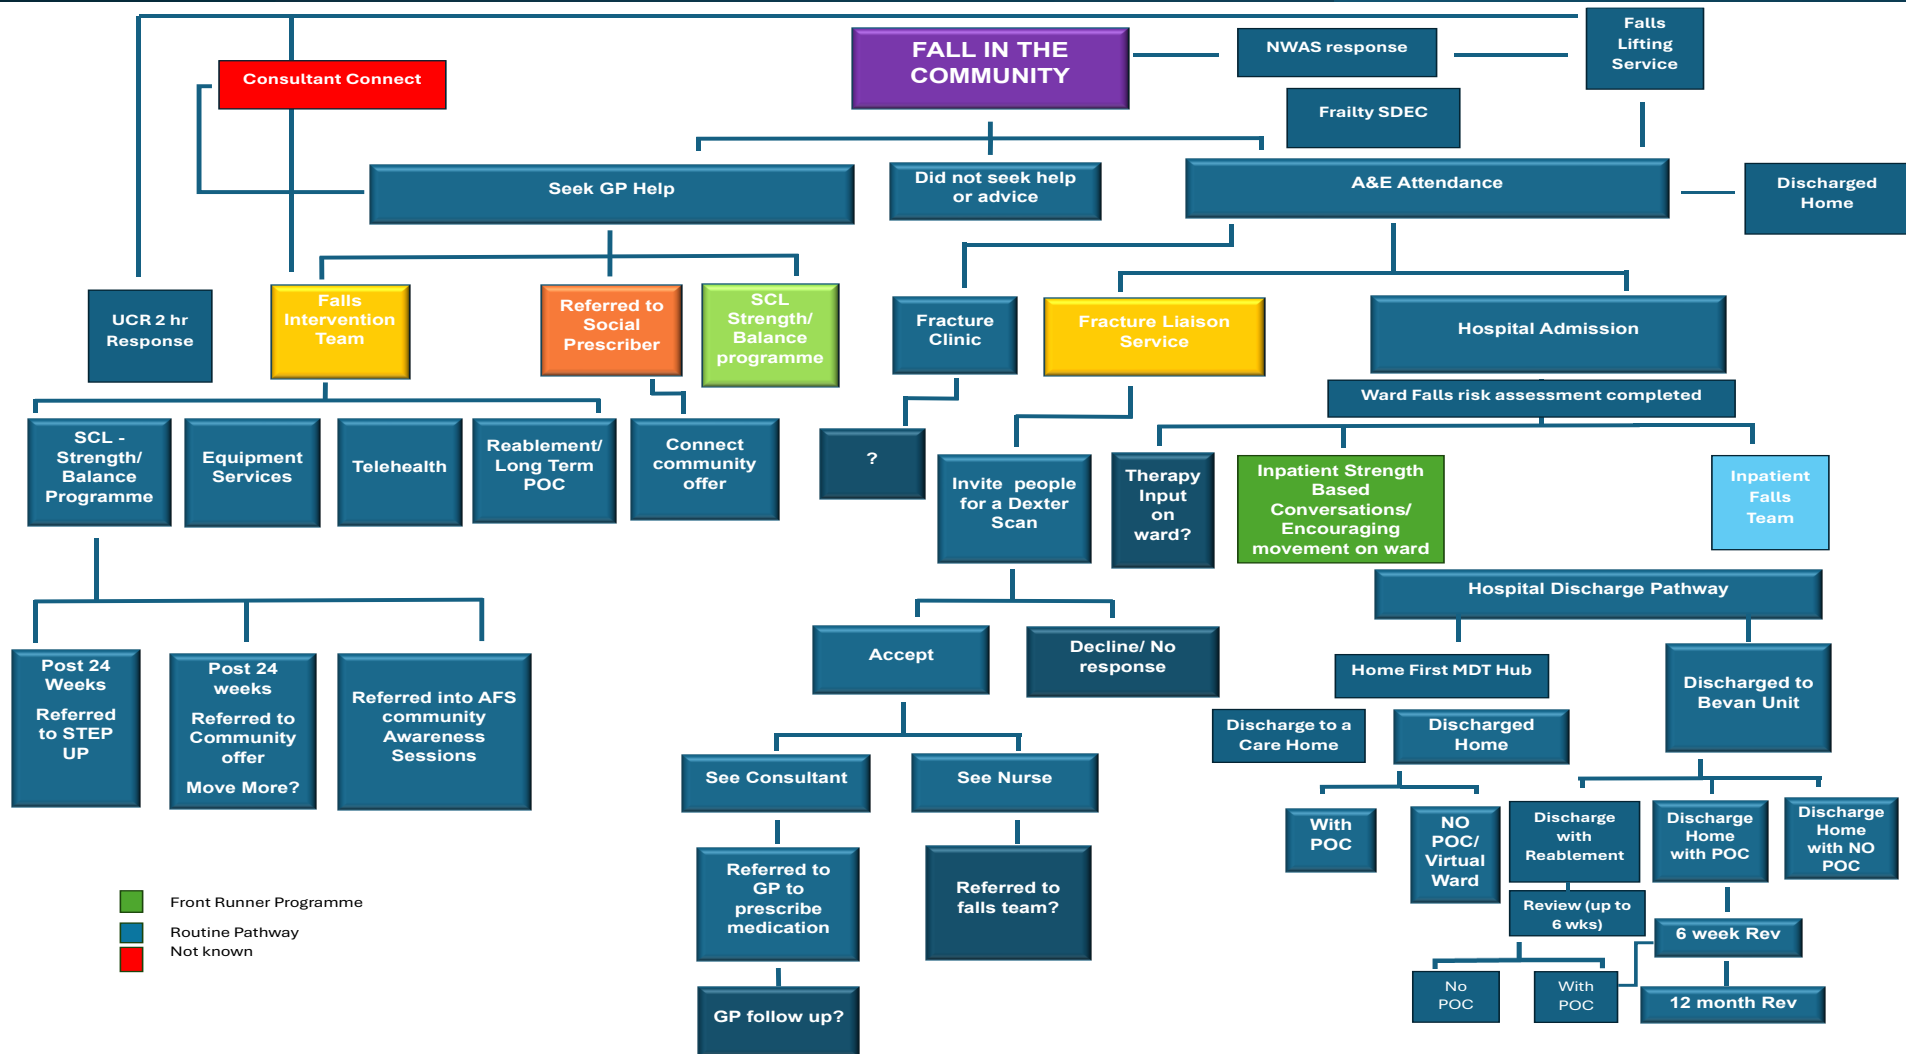 Falls
Lifting
Service
FALL IN THE
COMMUNITY
NWAS response
Consultant Connect
Frailty SDEC
Seek GP Help
Did not seek help
or advice
A&E Attendance
Discharged
Home
UCR 2 hr
Response
Falls
Intervention
Team
Referred to
Social
Prescriber
SCL
Strength/
Balance
programme
Fracture
Clinic
Fracture Liaison
Service
Hospital Admission
Ward Falls risk assessment completed
SCL -
Strength/
Balance
Programme
Equipment
Services
Telehealth
Reablement/
Long Term
POC
Connect
community
offer
?
Invite people
for a Dexter
Scan
Therapy
Input
on
ward?
Inpatient Strength
Based
Conversations/
Encouraging
movement on ward
Inpatient
Falls
Team
Hospital Discharge Pathway
Post 24
Weeks
Referred
to STEP
UP
Post 24
weeks
Referred to
Community
offer
Move More?
Referred into AFS
community
Awareness
Sessions
Accept
Decline/ No
response
Home First MDT Hub
Discharged to
Bevan Unit
Discharge to a
Care Home
Discharged
Home
See Consultant
See Nurse
With
POC
NO
POC/
Virtual
Ward
Discharge
with
Reablement
Discharge
Home
with POC
Discharge
Home
with NO
POC
Referred to
GP to
prescribe
medication
Referred to
falls team?
Review (up to
6 wks)
6 week Rev
No
POC
With
POC
12 month Rev
GP follow up?
Front Runner Programme
Routine Pathway
Not known